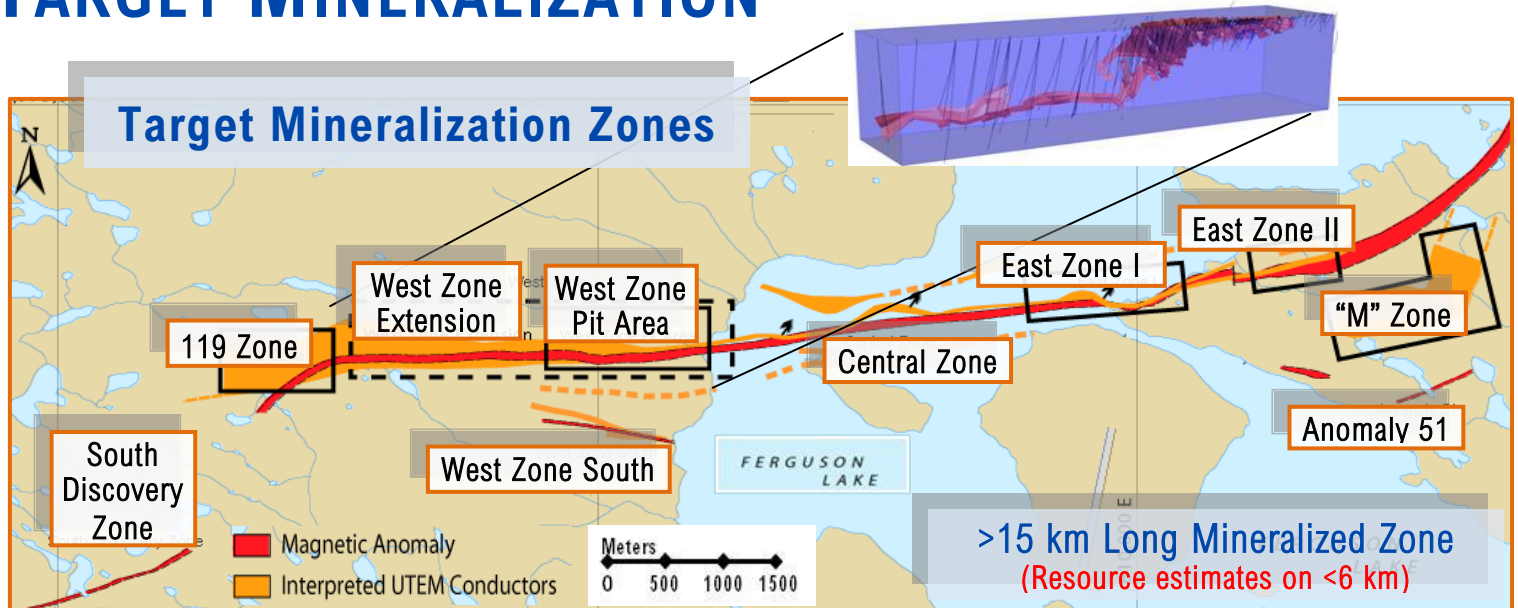 TARGET MINERALIZATION
Target Mineralization Zones
N
East Zone II
East Zone I
West Zone
Extension
West Zone
Pit Area
"M" Zone
119 Zone
Central Zone
Anomaly 51
South
Discovery
Zone
West Zone South
FERGUSON
LAKE
>15 km Long Mineralized Zone
(Resource estimates on <6 km)
Magnetic Anomaly
Interpreted UTEM Conductors
Meters
0 500 1000 1500